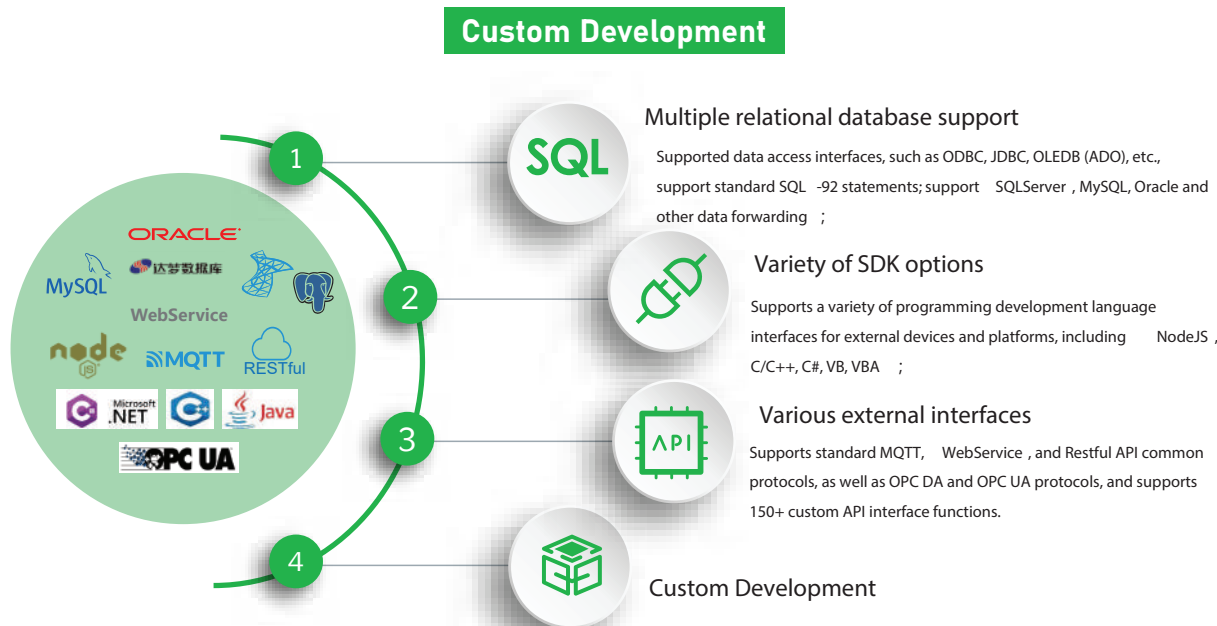 Custom Development
1
SQL
Multiple relational database support
Supported data access interfaces, such as ODBC, JDBC, OLEDB (ADO), etc.,
support standard SQL -92 statements; support SQLServer , MySQL, Oracle and
other data forwarding ;
ORACLE
MySQL
达梦数据库
WebService
node
JS
MQTT
RESTful
C#
Microsoft
.NET
C++
Java
OPC UA
2
Variety of SDK options
Supports a variety of programming development language
interfaces for external devices and platforms, including NodeJS ,
C/C++, C#, VB, VBA ;
3
API
Various external interfaces
Supports standard MQTT, WebService , and Restful API common
protocols, as well as OPC DA and OPC UA protocols, and supports
150+ custom API interface functions.
4
Custom Development